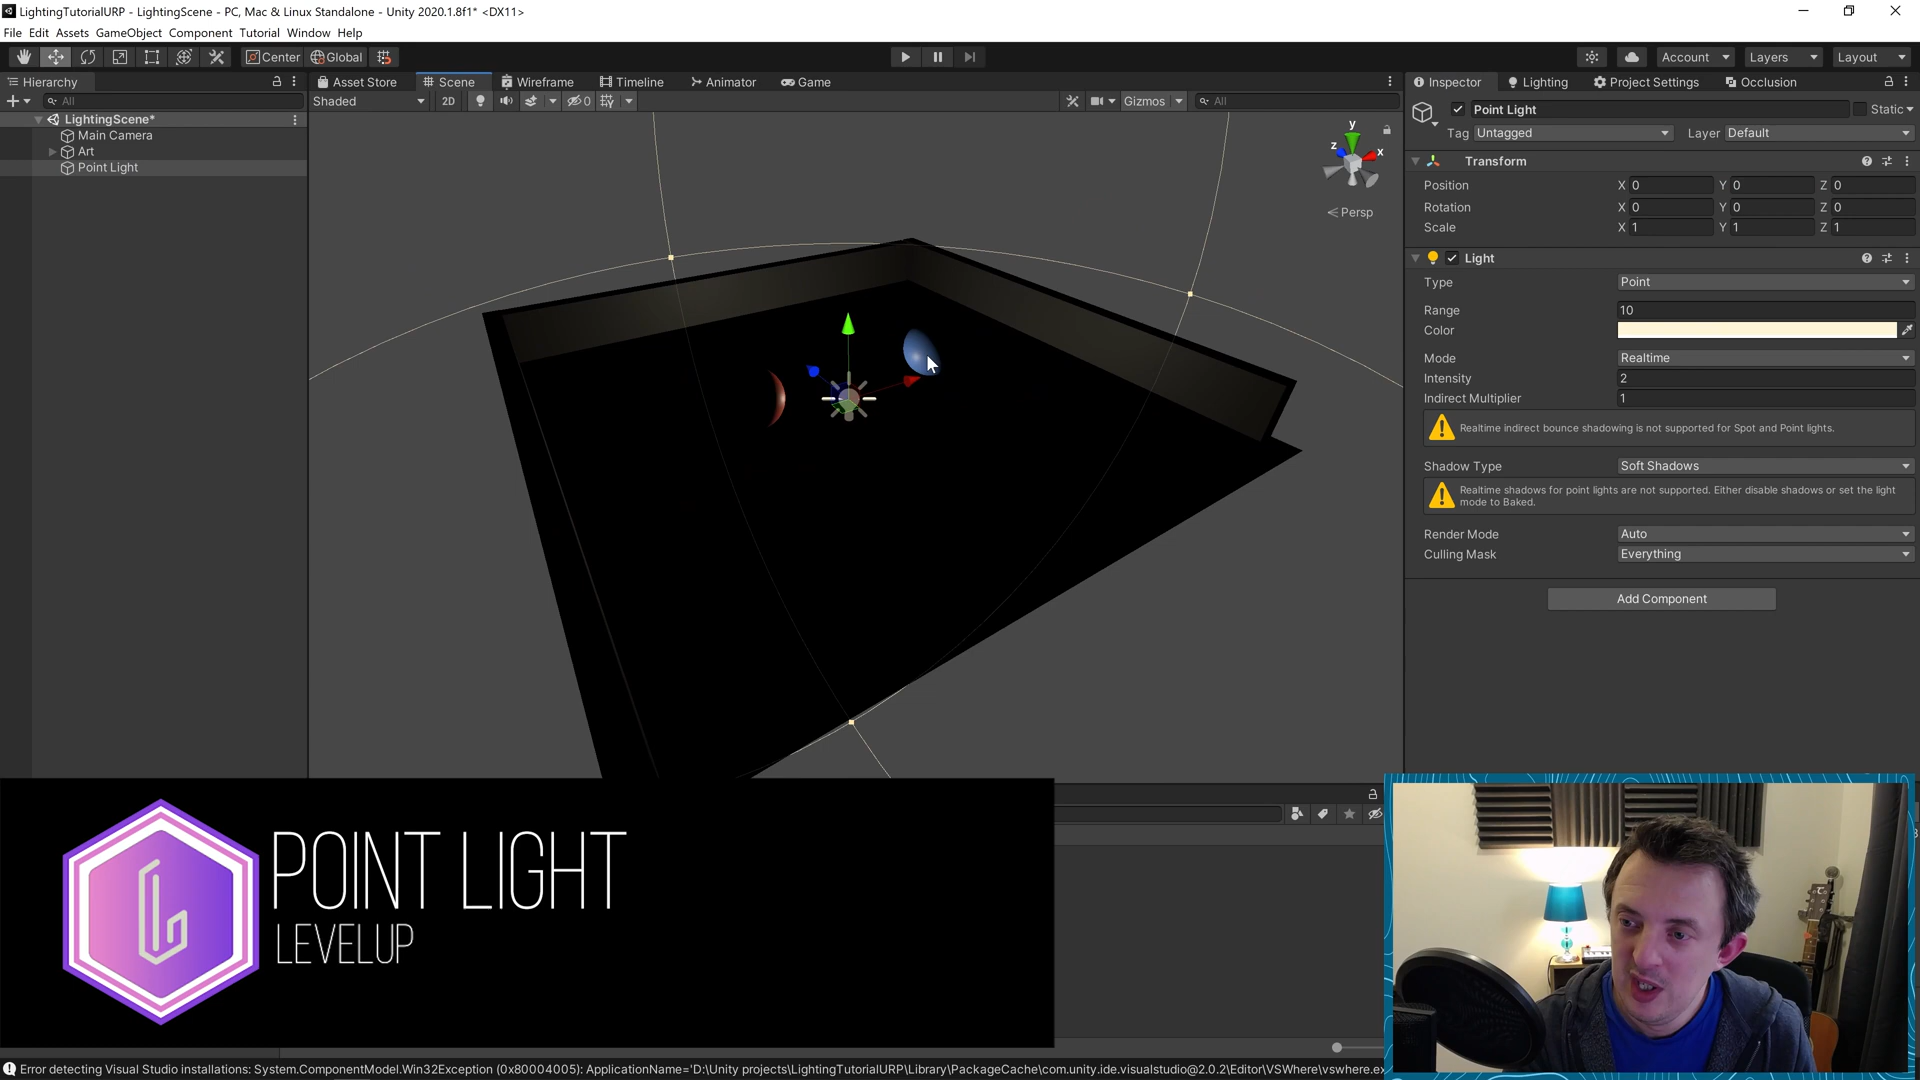 LightingTutorialURP - LightingScene - PC, Mac & Linux Standalone - Unity 2020.1.8f1* <DX11>
File Edit Assets GameObject Component Tutorial Window Help
Center Global Account Layers Layout
Hierarchy Asset Store Scene Wireframe Timeline Animator Game Inspector Lighting Project Settings Occlusion
All Shaded 2D 0 Gizmos All
LightingScene*
Main Camera
Art
Point Light
y
z x
Persp
Point Light Static
Tag Untagged Layer Default
Transform
Position X 0 Y 0 Z 0
Rotation X 0 Y 0 Z 0
Scale X 1 Y 1 Z 1
Light
Type Point
Range 10
Color
Mode Realtime
Intensity 2
Indirect Multiplier 1
Realtime indirect bounce shadowing is not supported for Spot and Point lights.
Shadow Type Soft Shadows
Realtime shadows for point lights are not supported. Either disable shadows or set the light
mode to Baked.
Render Mode Auto
Culling Mask Everything
Add Component
POINT LIGHT
LEVELUP
Error detecting Visual Studio installations: System.ComponentModel.Win32Exception (0x80004005): ApplicationName='D:\Unity projects\LightingTutorialURP\Library\PackageCache\com.unity.ide.visualstudio@2.0.2\Editor\VSWhere\vswhere.ex